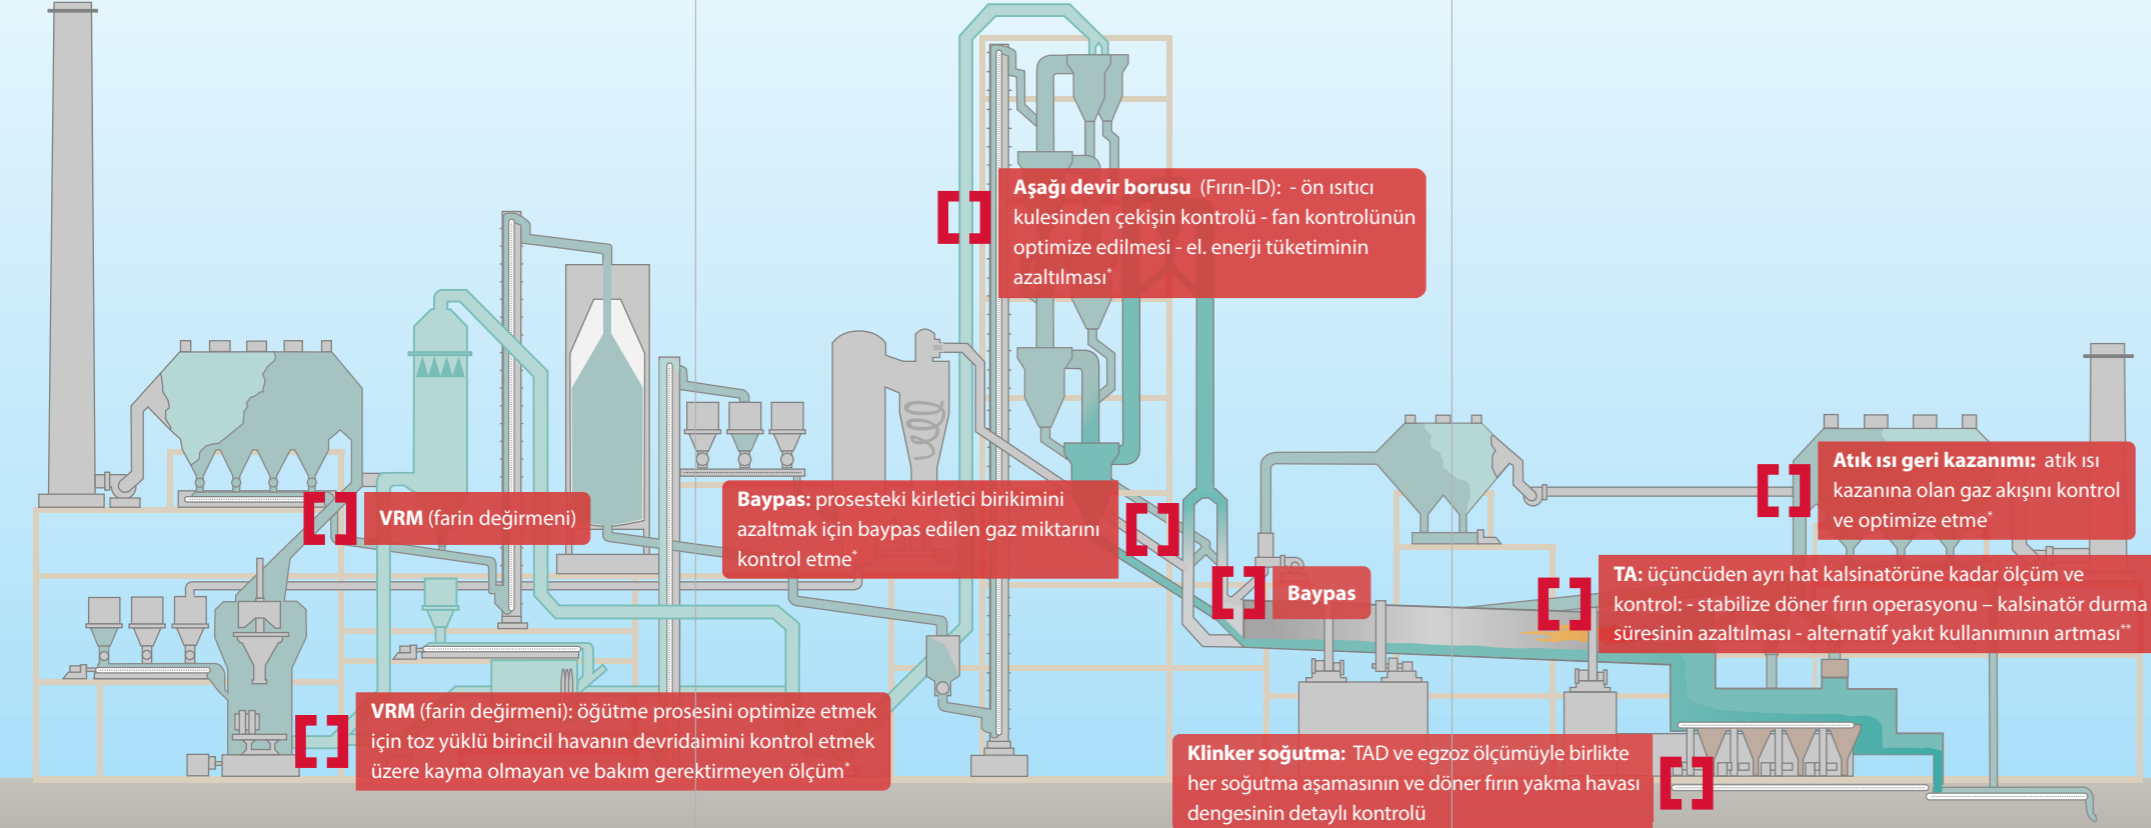 Aşağı devir borusu (Fırın-ID): - ön ısıtıcı
kulesinden çekişin kontrolü - fan kontrolünün
optimize edilmesi - el. enerji tüketiminin
azaltılması*
Atık ısı geri kazanımı: atık ısı
kazanına olan gaz akışını kontrol
ve optimize etme*
VRM (farin değirmeni)
Baypas: prosesteki kirletici birikimini
azaltmak için baypas edilen gaz miktarını
kontrol etme*
Baypas
TA: üçüncüden ayrı hat kalsinatörüne kadar ölçüm ve
kontrol: - stabilize döner fırın operasyonu – kalsinatör durma
süresinin azaltılması - alternatif yakıt kullanımının artması**
VRM (farin değirmeni): öğütme prosesini optimize etmek
için toz yüklü birincil havanın devridaimini kontrol etmek
üzere kayma olmayan ve bakım gerektirmeyen ölçüm*
Klinker soğutma: TAD ve egzoz ölçümüyle birlikte
her soğutma aşamasının ve döner fırın yakma havası
dengesinin detaylı kontrolü